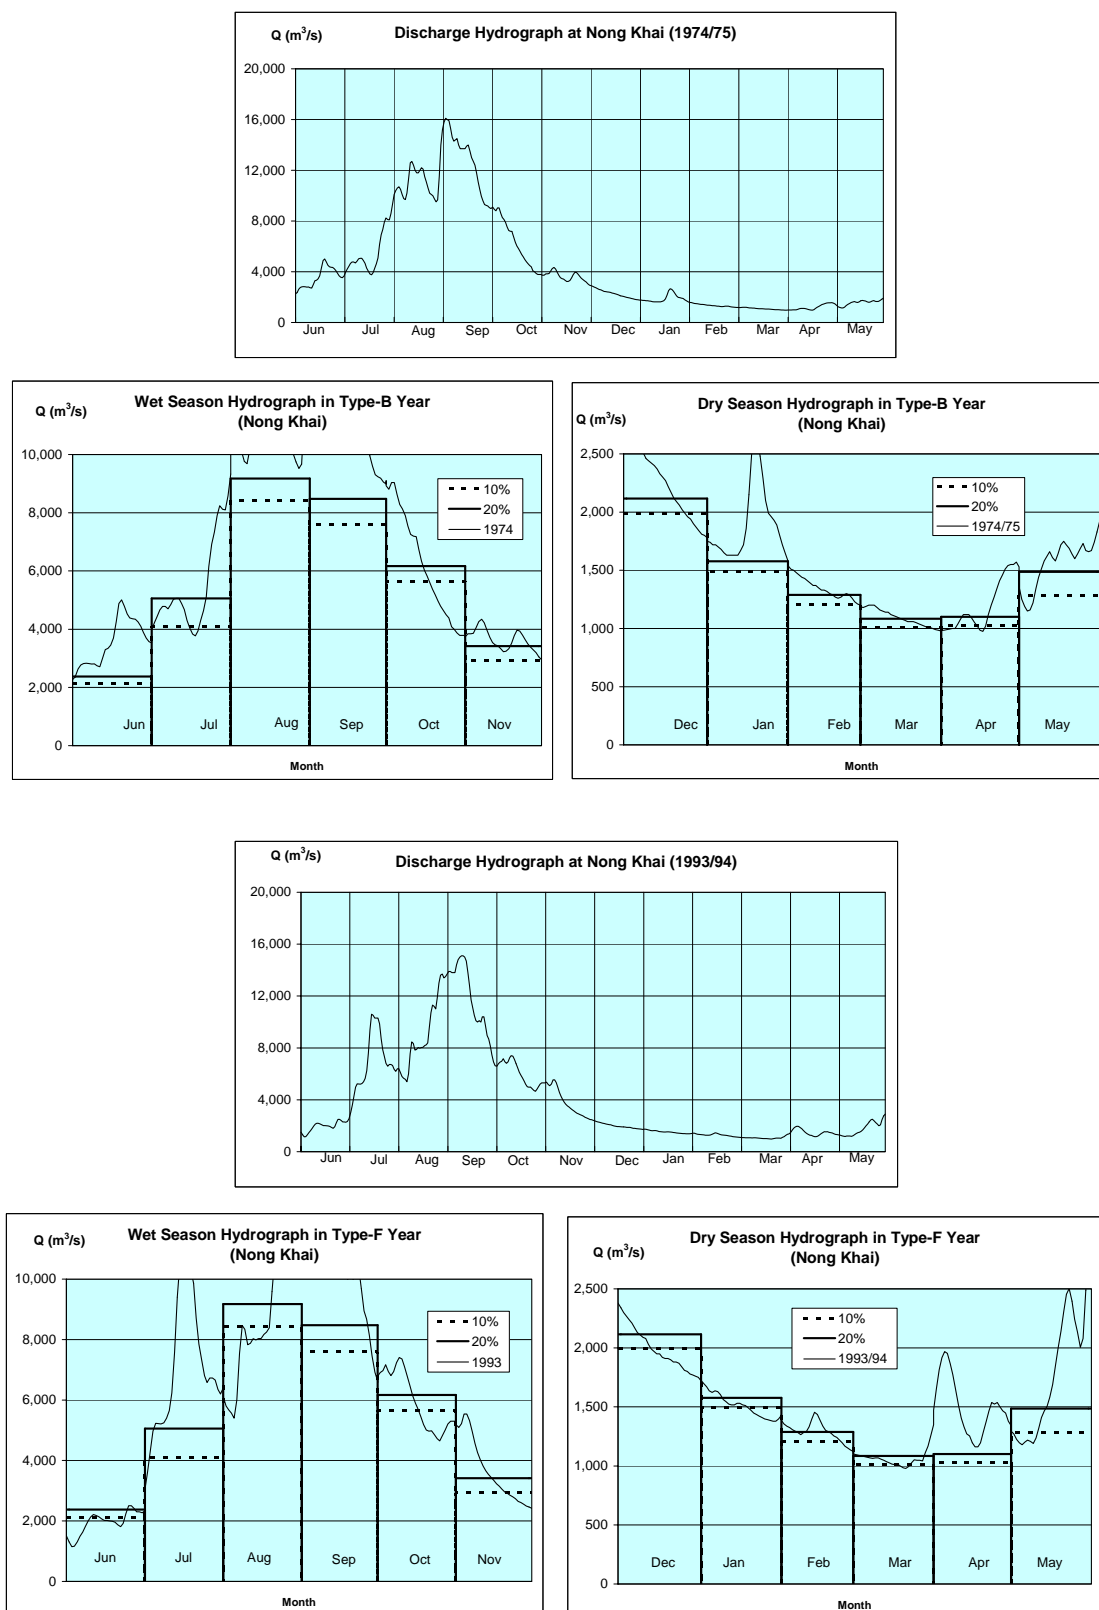 Q (m³/s)
Discharge Hydrograph at Nong Khai (1974/75)
20,000
16,000
12,000
8,000
4,000
0
Jun Jul Aug Sep Oct Nov Dec Jan Feb Mar Apr May
Wet Season Hydrograph in Type-B Year
(Nong Khai)
Q (m³/s)
10,000
8,000
6,000
4,000
2,000
0
10%
20%
1974
Jun Jul Aug Sep Oct Nov
Month
Dry Season Hydrograph in Type-B Year
(Nong Khai)
Q (m³/s)
2,500
2,000
1,500
1,000
500
0
10%
20%
1974/75
Dec Jan Feb Mar Apr May
Month
Q (m³/s)
Discharge Hydrograph at Nong Khai (1993/94)
20,000
16,000
12,000
8,000
4,000
0
Jun Jul Aug Sep Oct Nov Dec Jan Feb Mar Apr May
Wet Season Hydrograph in Type-F Year
(Nong Khai)
Q (m³/s)
10,000
8,000
6,000
4,000
2,000
0
10%
20%
1993
Jun Jul Aug Sep Oct Nov
Month
Dry Season Hydrograph in Type-F Year
(Nong Khai)
Q (m³/s)
2,500
2,000
1,500
1,000
500
0
10%
20%
1993/94
Dec Jan Feb Mar Apr May
Month